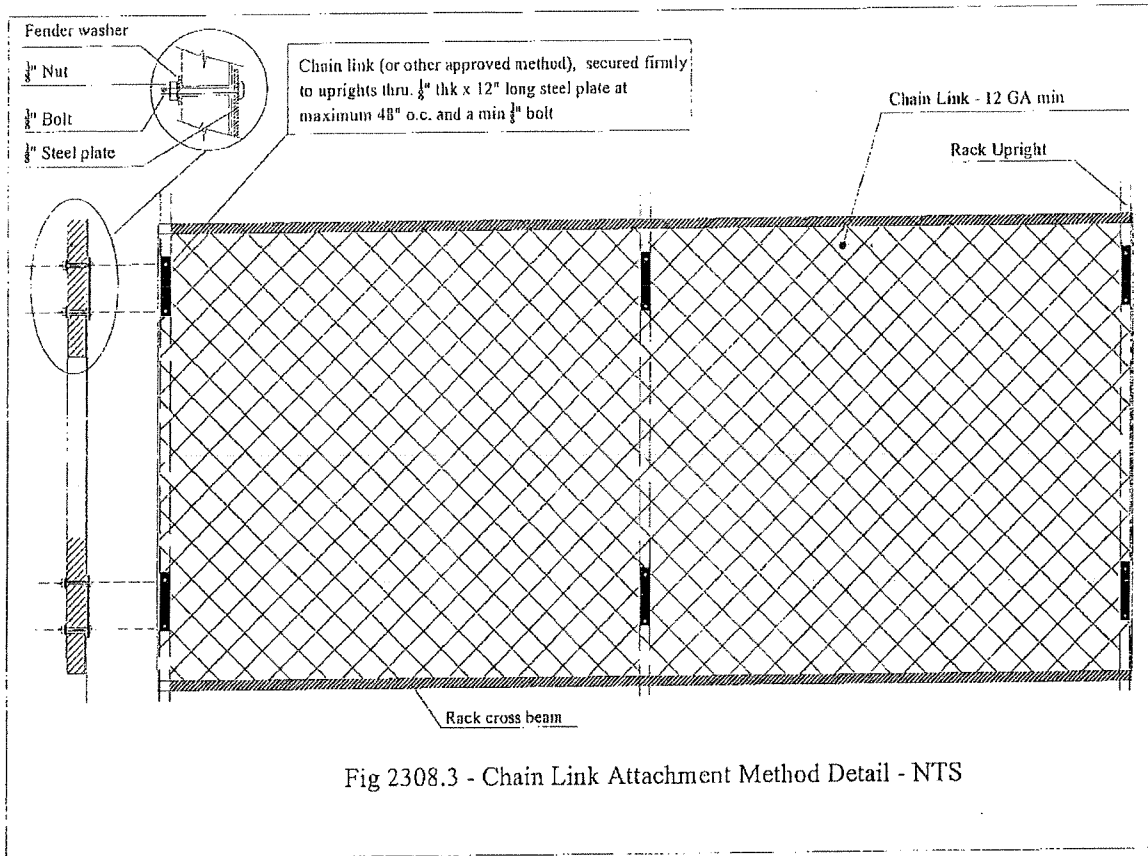 Fender washer
⅜" Nut
⅜" Bolt
⅛" Steel plate
Chain link (or other approved method), secured firmly
to uprights thru. ⅛" thk x 12" long steel plate at
maximum 48" o.c. and a min ⅜" bolt
Chain Link - 12 GA min
Rack Upright
Rack cross beam
Fig 2308.3 - Chain Link Attachment Method Detail - NTS